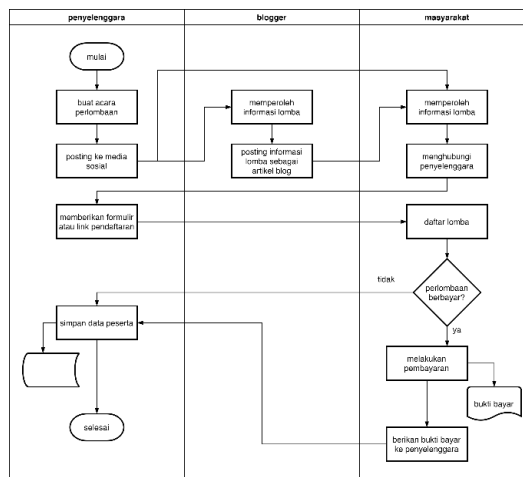 penyelenggara
blogger
masyarakat
mulai
buat acara
perlombaan
memperoleh
informasi lomba
memperoleh
informasi lomba
posting ke media
sosial
posting informasi
lomba sebagai
artikel blog
menghubungi
penyelenggara
memberikan formulir
atau link pendaftaran
daftar lomba
tidak
perlombaan
berbayar?
simpan data peserta
ya
melakukan
pembayaran
bukti bayar
selesai
berikan bukti bayar
ke penyelenggara